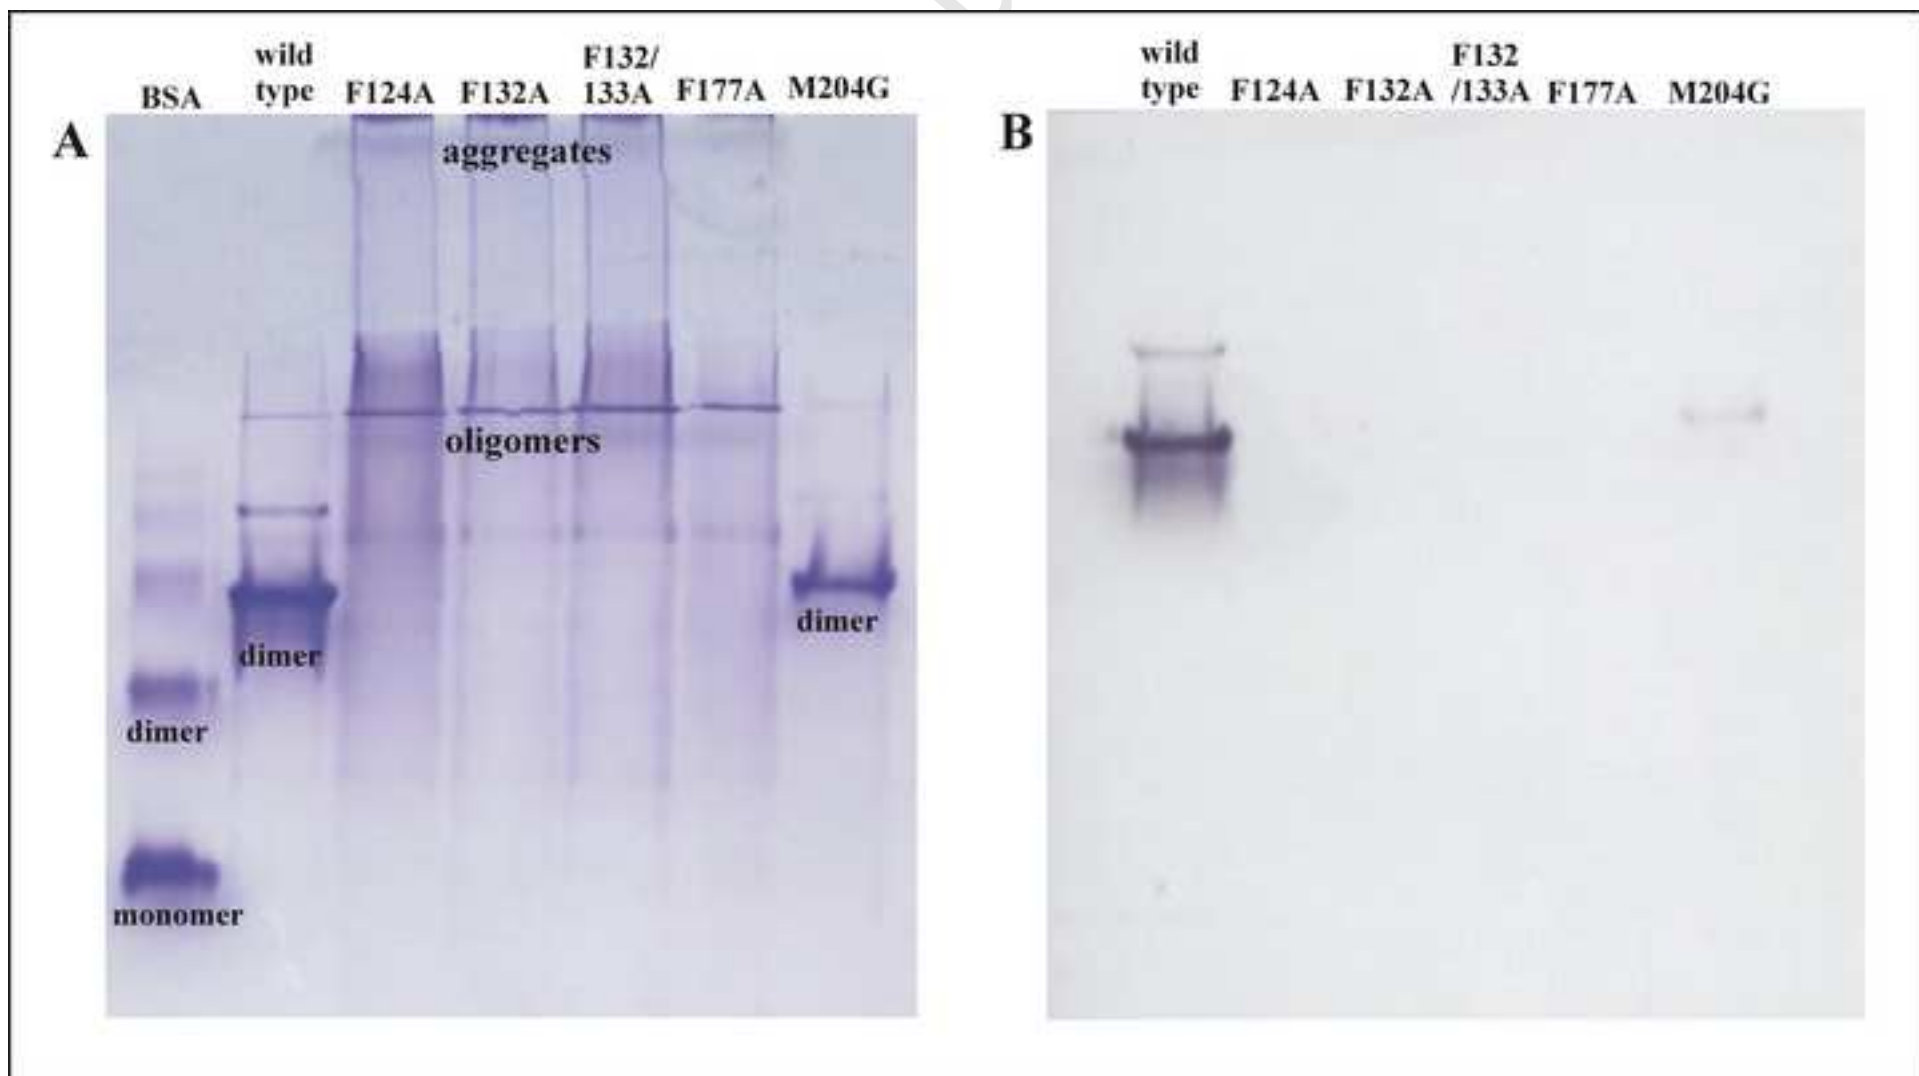 A
BSA
wild
type
F124A
F132A
F132/
133A
F177A
M204G
aggregates
oligomers
dimer
dimer
dimer
monomer
B
wild
type
F124A
F132A
F132
/133A
F177A
M204G